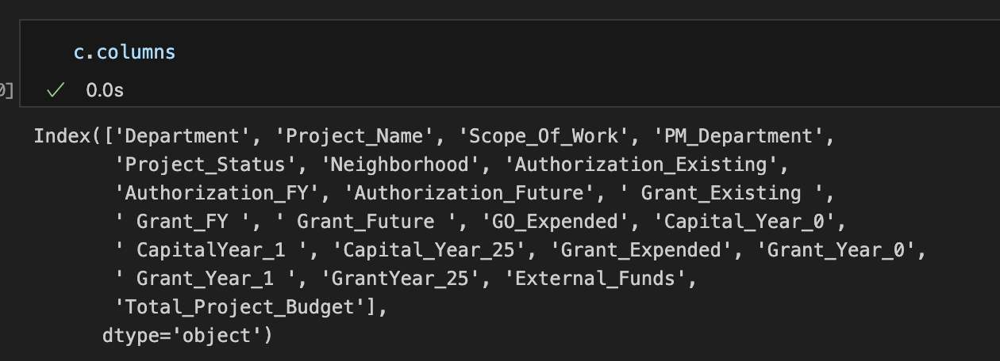 c.columns
0]
0.0s
Index(['Department', 'Project_Name', 'Scope_Of_Work', 'PM_Department',
'Project_Status', 'Neighborhood', 'Authorization_Existing',
'Authorization_FY', 'Authorization_Future', ' Grant_Existing ',
' Grant_FY ', ' Grant_Future ', 'GO_Expended', 'Capital_Year_0',
' CapitalYear_1 ', 'Capital_Year_25', 'Grant_Expended', 'Grant_Year_0',
' Grant_Year_1 ', 'GrantYear_25', 'External_Funds',
'Total_Project_Budget'],
dtype='object')